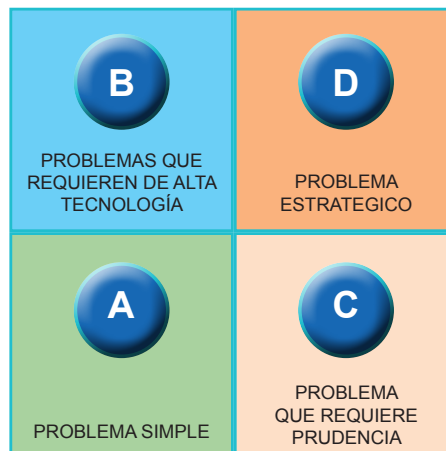 B
PROBLEMAS QUE
REQUIEREN DE ALTA
TECNOLOGÍA
D
PROBLEMA
ESTRATEGICO
A
PROBLEMA SIMPLE
C
PROBLEMA
QUE REQUIERE
PRUDENCIA